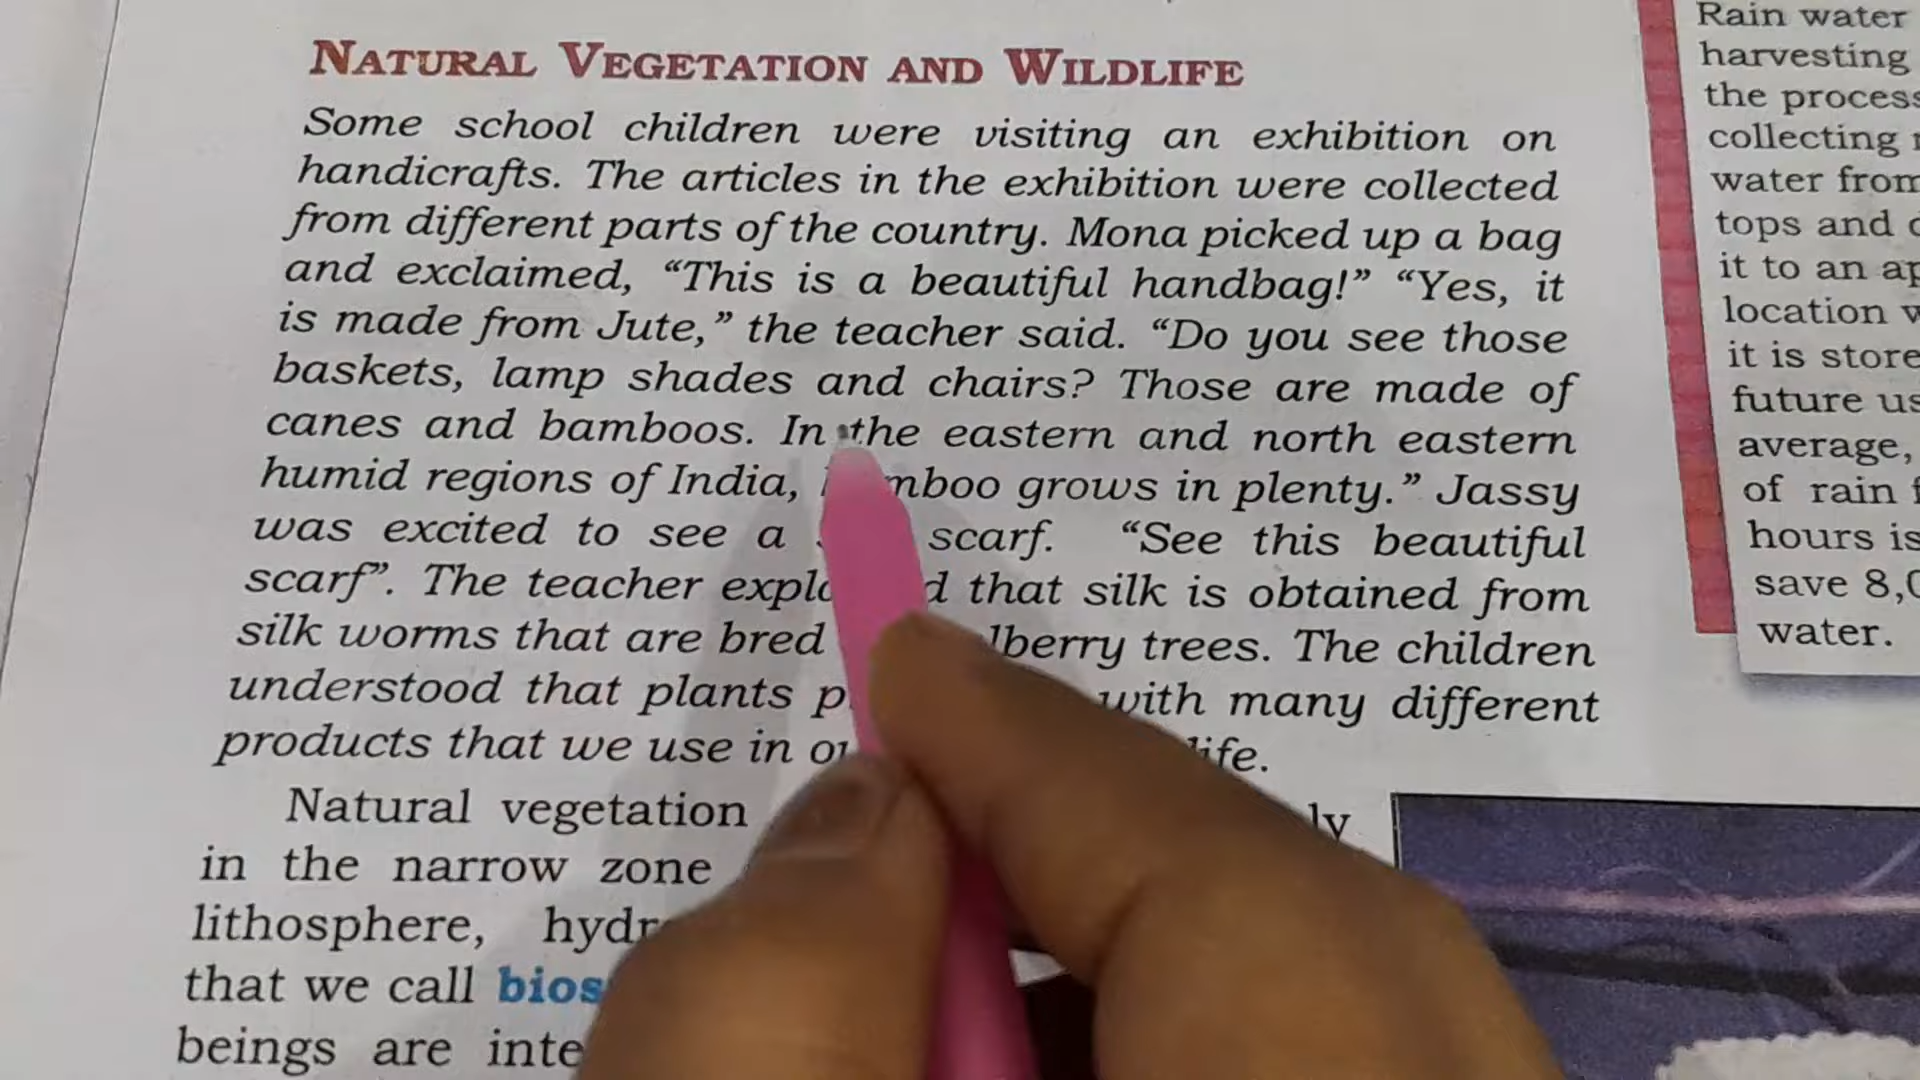 NATURAL VEGETATION AND WILDLIFE
Some school children were visiting an exhibition on
handicrafts. The articles in the exhibition were collected
from different parts of the country. Mona picked up a bag
and exclaimed, “This is a beautiful handbag!” “Yes, it
is made from Jute,” the teacher said. “Do you see those
baskets, lamp shades and chairs? Those are made of
canes and bamboos. In the eastern and north eastern
humid regions of India, mboo grows in plenty.” Jassy
was excited to see a scarf. “See this beautiful
scarf”. The teacher expl d that silk is obtained from
silk worms that are bred lberry trees. The children
understood that plants p with many different
products that we use in ou life.
Natural vegetation ly
in the narrow zone
lithosphere, hydr
that we call bios
beings are inte
Rain water
harvesting
the process
collecting
water from
tops and
it to an ap
location
it is store
future us
average,
of rain
hours is
save 8,0
water.